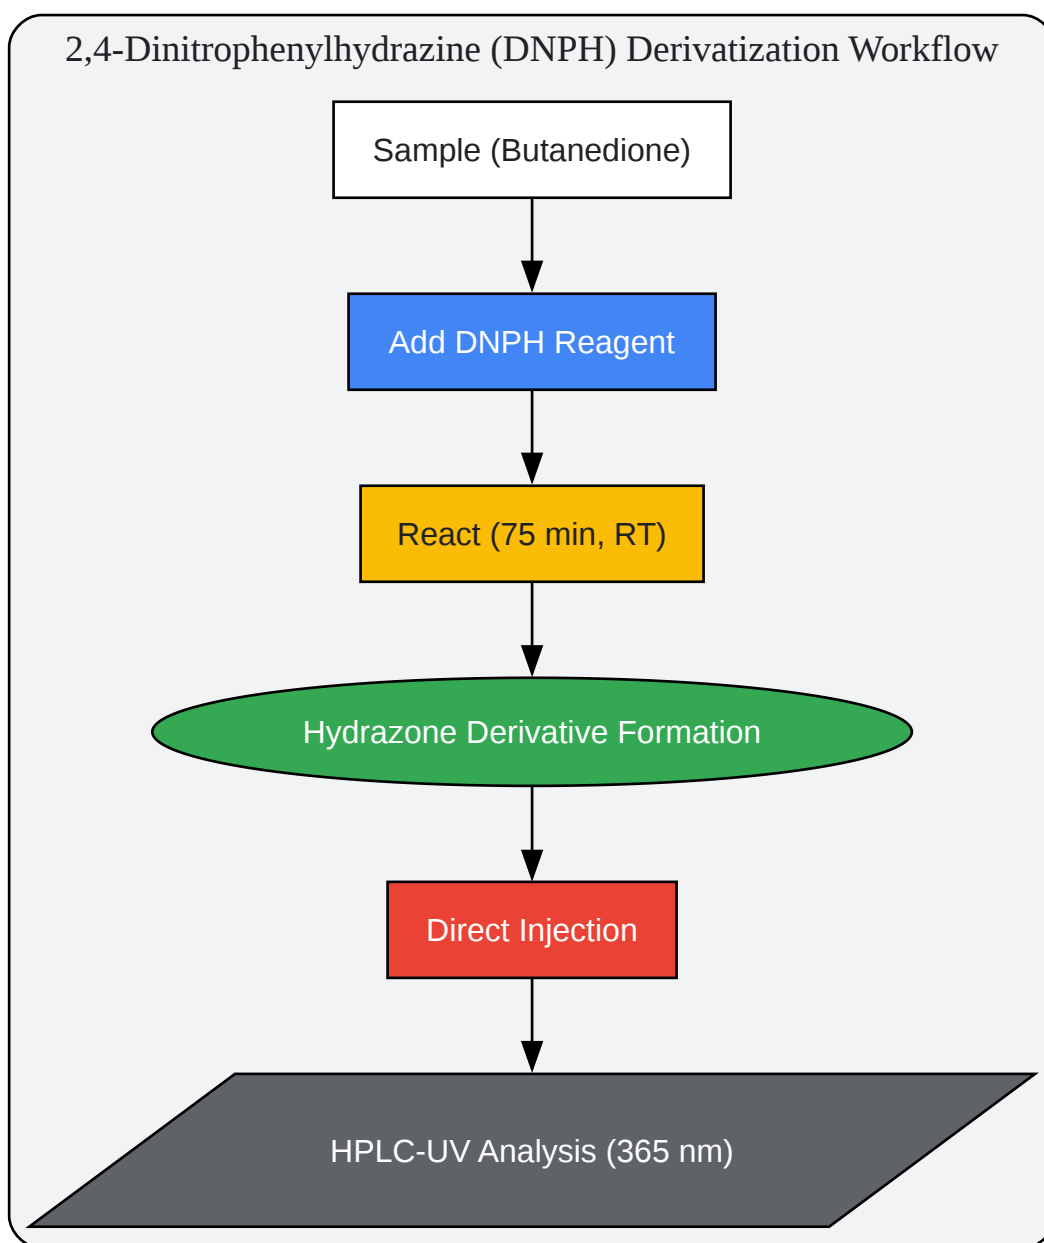 2,4-Dinitrophenylhydrazine (DNPH) Derivatization Workflow
Sample (Butanedione)
Add DNPH Reagent
React (75 min, RT)
Hydrazone Derivative Formation
Direct Injection
HPLC-UV Analysis (365 nm)